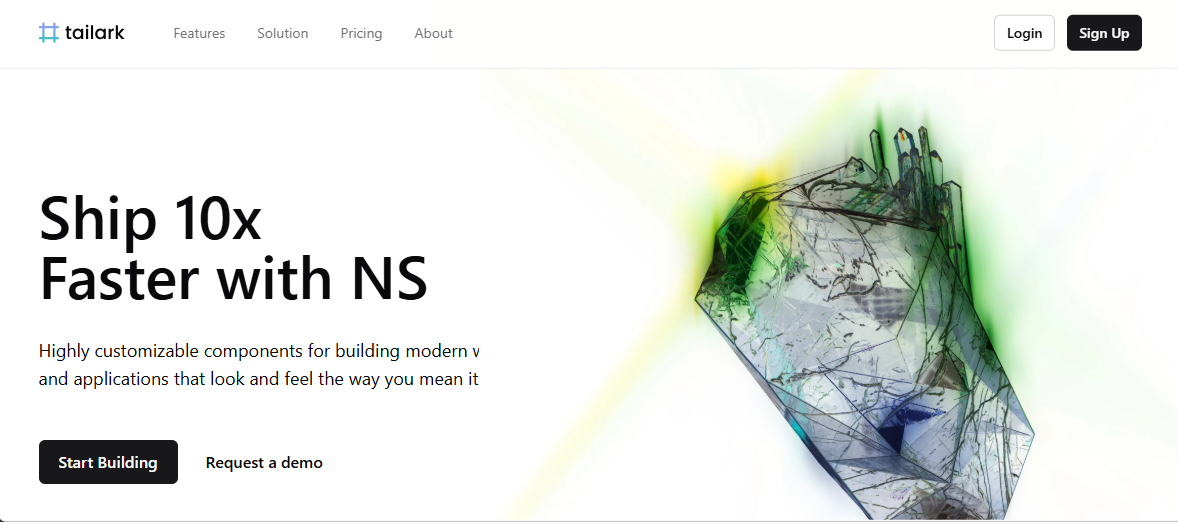 tailark
Features
Solution
Pricing
About
Login
Sign Up
Ship 10x
Faster with NS
Highly customizable components for building modern
and applications that look and feel the way you mean it
Start Building
Request a demo